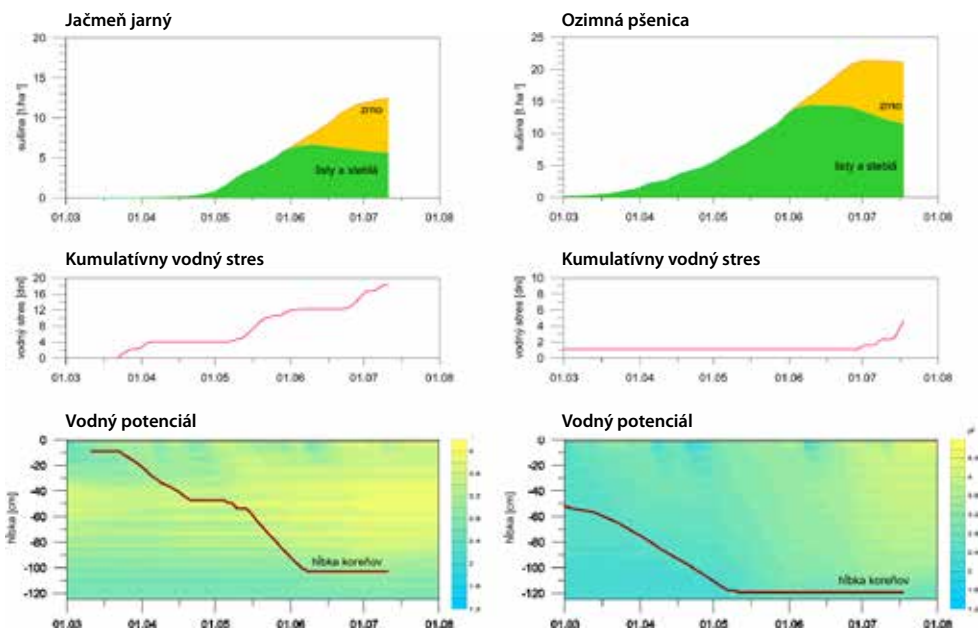 Jačmeň jarný
Ozimná pšenica
20
15
10
5
0
sušina [t.ha⁻¹]
zrno
listy a steblá
01.03 01.04 01.05 01.06 01.07 01.08
25
20
15
10
5
0
sušina [t.ha⁻¹]
zrno
listy a steblá
01.03 01.04 01.05 01.06 01.07 01.08
Kumulatívny vodný stres
Kumulatívny vodný stres
20
16
12
8
4
0
vodný stres [dni]
01.03 01.04 01.05 01.06 01.07 01.08
10
8
6
4
2
0
vodný stres [dni]
01.03 01.04 01.05 01.06 01.07 01.08
Vodný potenciál
Vodný potenciál
0
-20
-40
-60
-80
-100
-120
hĺbka [cm]
hĺbka koreňov
01.03 01.04 01.05 01.06 01.07 01.08
0
-20
-40
-60
-80
-100
-120
hĺbka [cm]
hĺbka koreňov
01.03 01.04 01.05 01.06 01.07 01.08